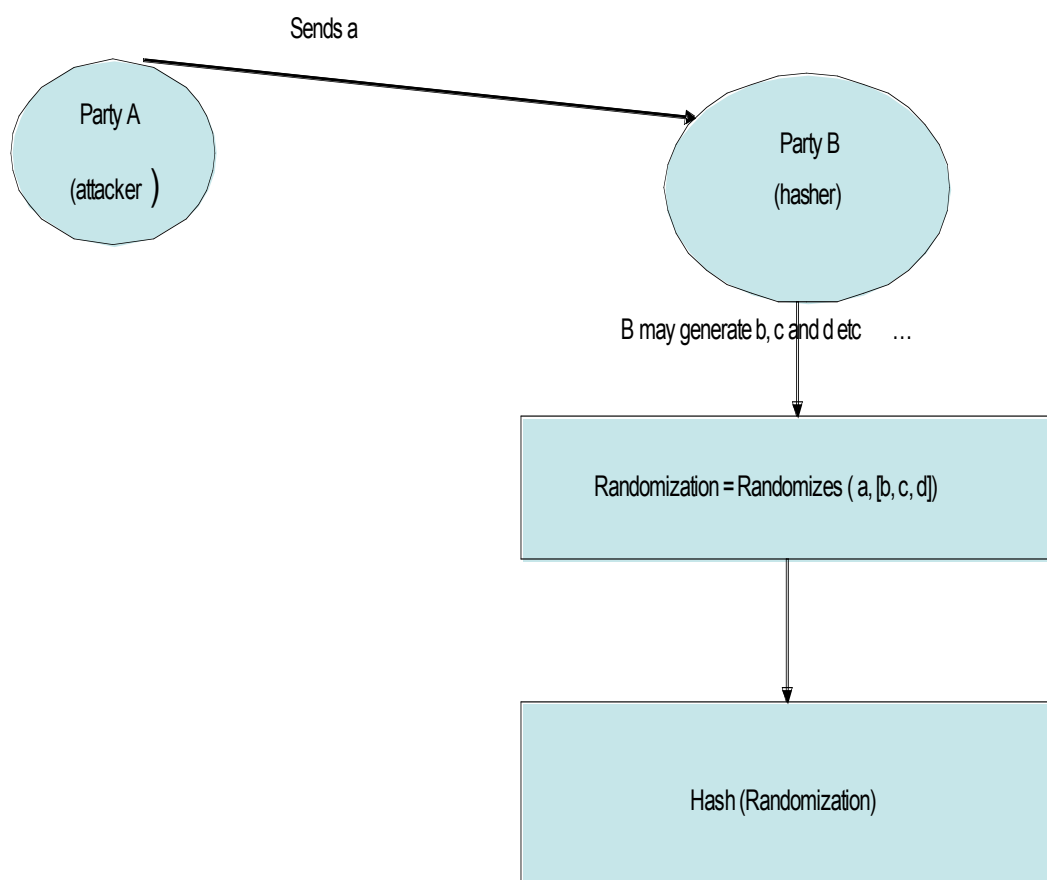 Sends a
Party A
(attacker )
Party B
(hasher)
B may generate b, c and d etc …
Randomization = Randomizes ( a, [b, c, d])
Hash (Randomization)